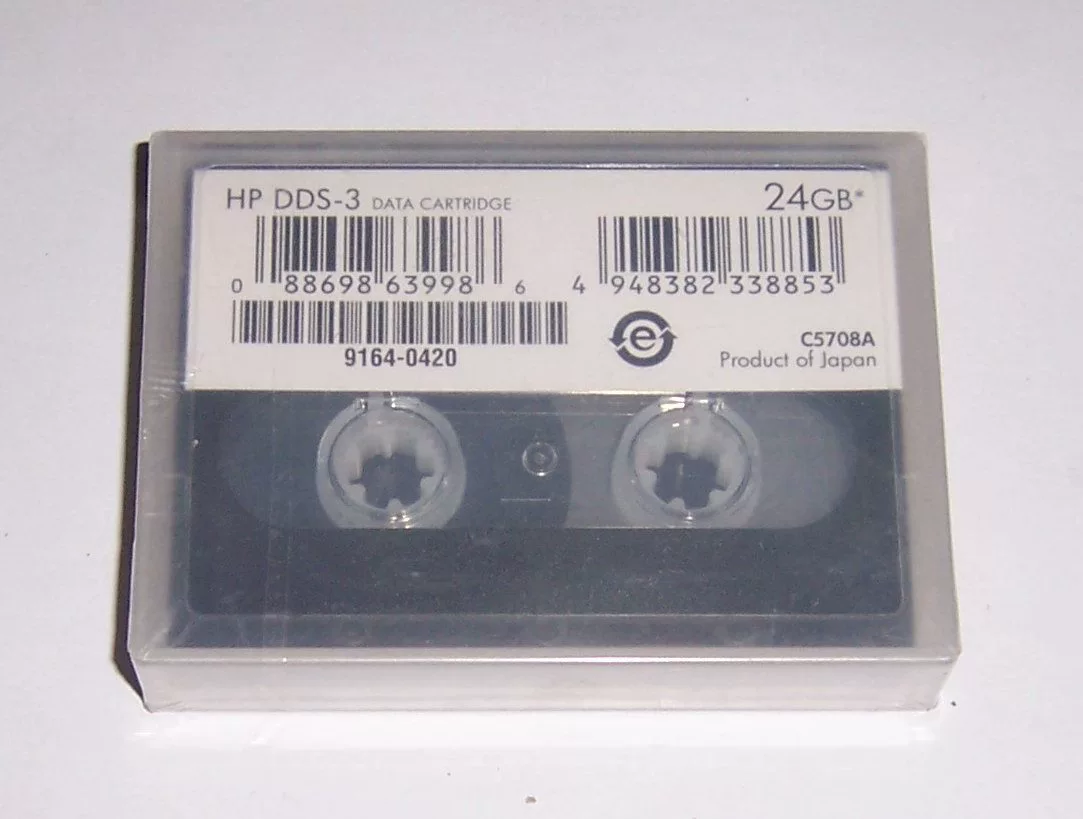 HP DDS-3 DATA CARTRIDGE 24GB*
0 88698 63998 6 4 948382 338853
9164-0420
e
C5708A
Product of Japan